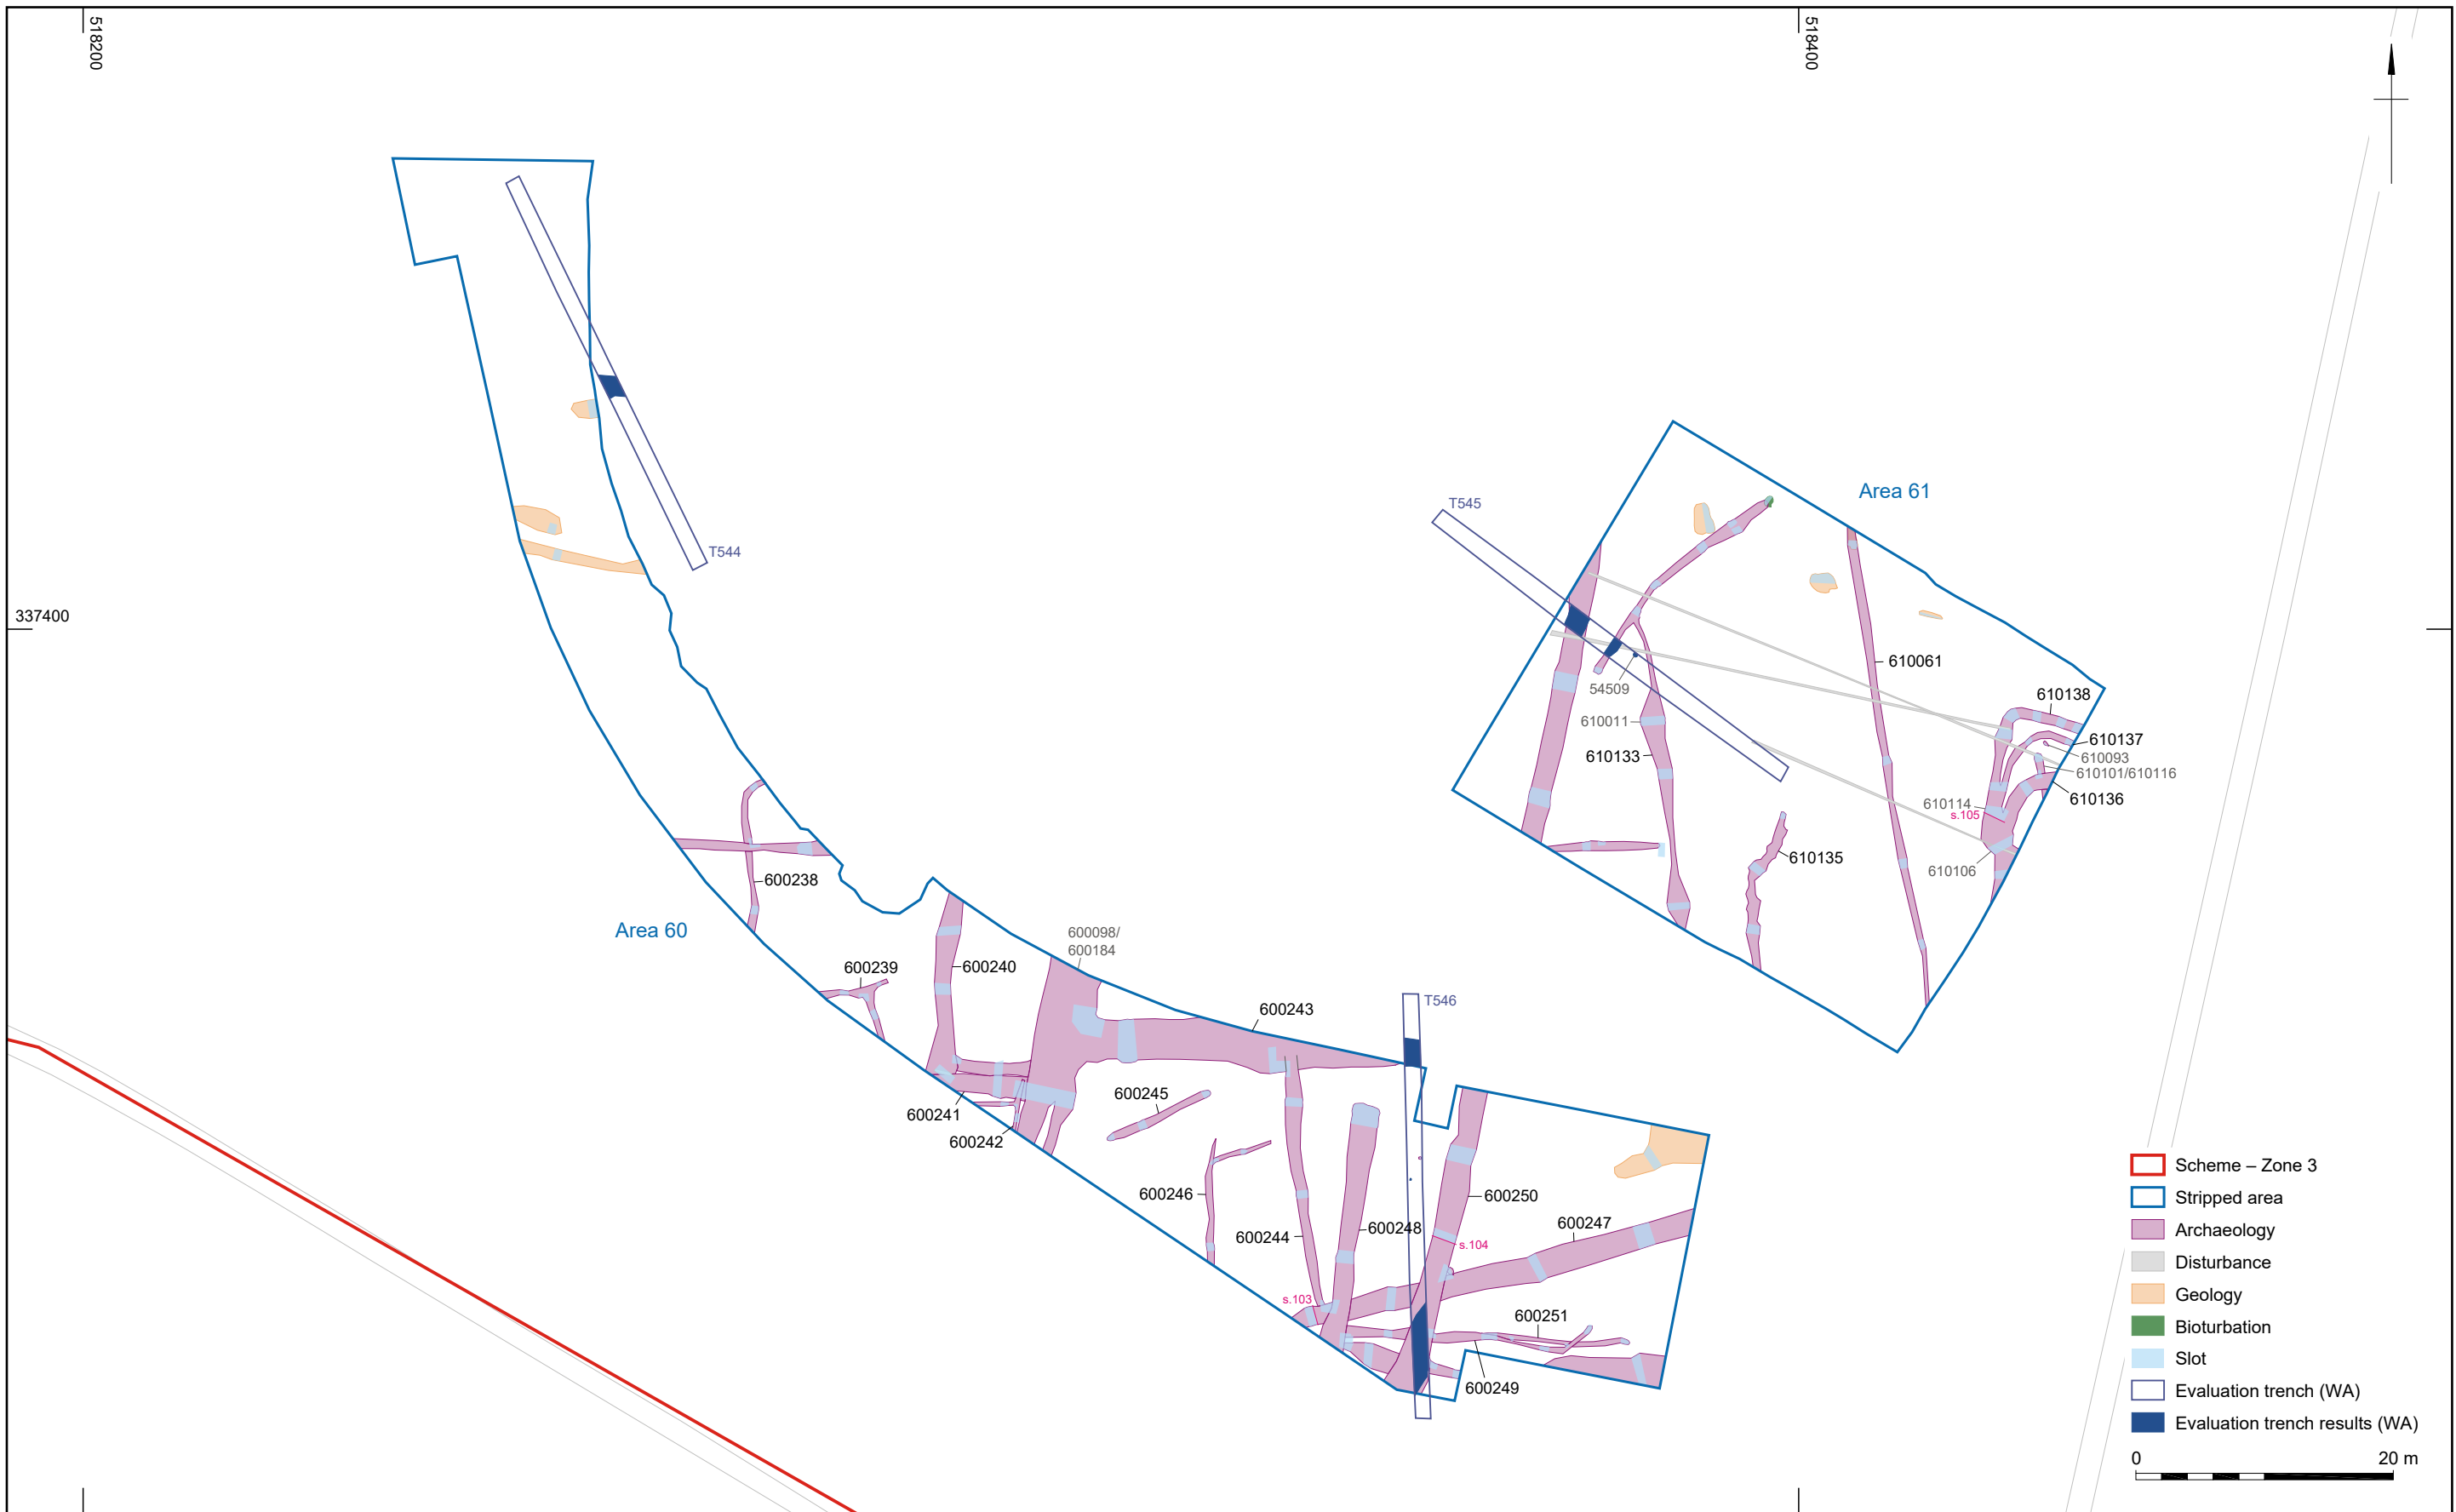 518200
518400
337400
T544
T545
Area 61
610061
54509
610011
610133
610138
610137
610093
610101/610116
610136
610114
s.105
610106
610135
600238
Area 60
600239
600240
600098/
600184
600243
T546
600241
600242
600245
600246
600244
600248
600250
s.104
600247
s.103
600251
600249
Scheme – Zone 3
Stripped area
Archaeology
Disturbance
Geology
Bioturbation
Slot
Evaluation trench (WA)
Evaluation trench results (WA)
0 20 m